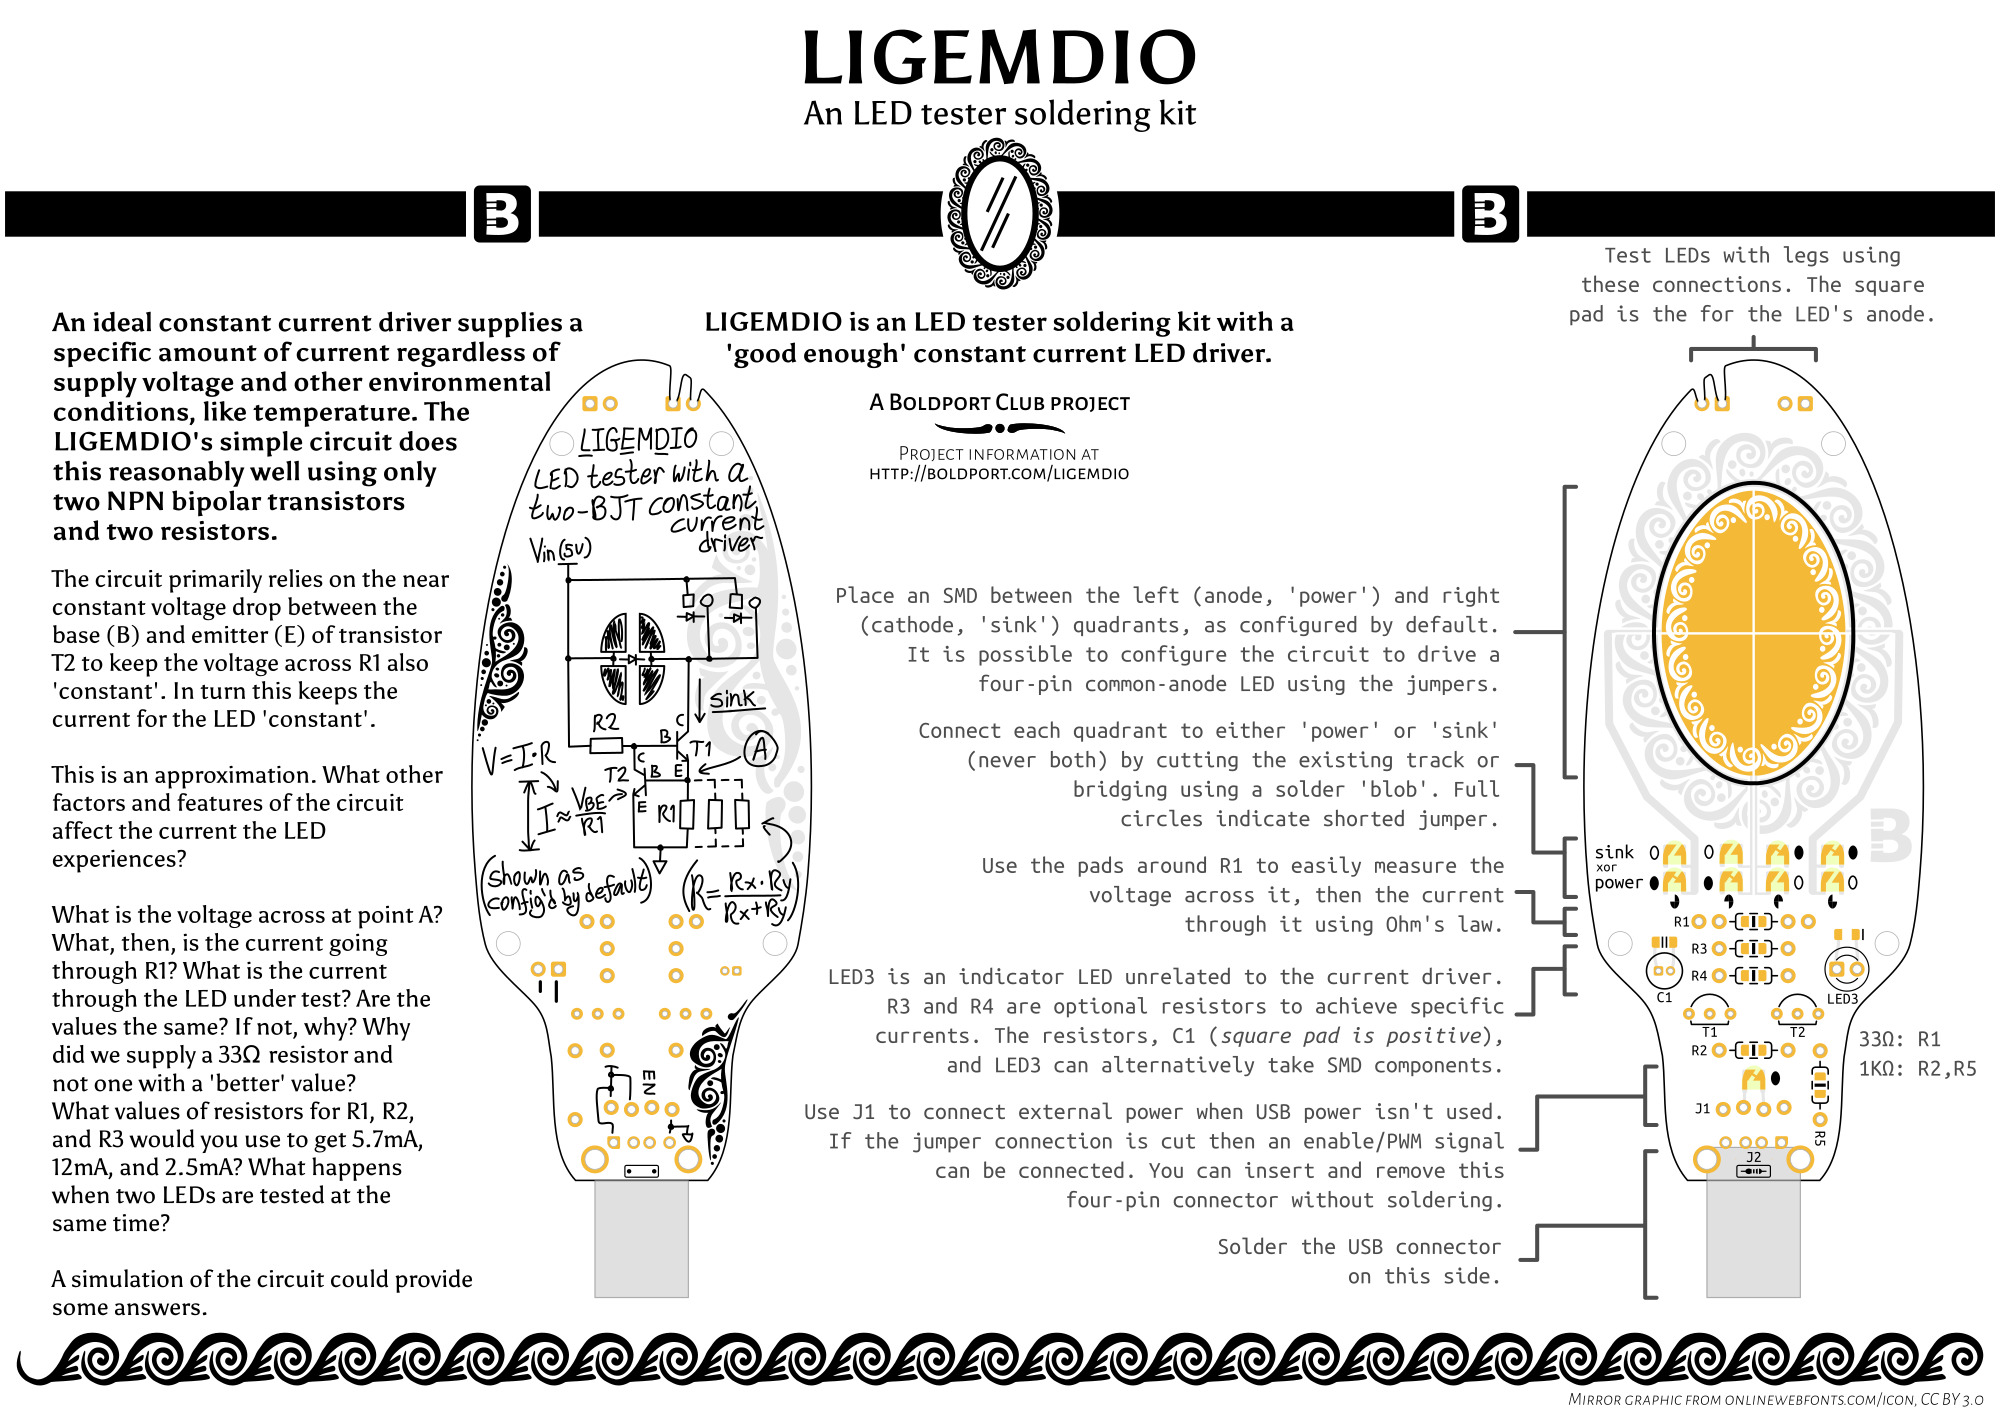 LIGEMDIO
An LED tester soldering kit
B
B
An ideal constant current driver supplies a
specific amount of current regardless of
supply voltage and other environmental
conditions, like temperature. The
LIGEMDIO's simple circuit does
this reasonably well using only
two NPN bipolar transistors
and two resistors.
The circuit primarily relies on the near
constant voltage drop between the
base (B) and emitter (E) of transistor
T2 to keep the voltage across R1 also
'constant'. In turn this keeps the
current for the LED 'constant'.
This is an approximation. What other
factors and features of the circuit
affect the current the LED
experiences?
What is the voltage across at point A?
What, then, is the current going
through R1? What is the current
through the LED under test? Are the
values the same? If not, why? Why
did we supply a 33Ω resistor and
not one with a 'better' value?
What values of resistors for R1, R2,
and R3 would you use to get 5.7mA,
12mA, and 2.5mA? What happens
when two LEDs are tested at the
same time?
A simulation of the circuit could provide
some answers.
LIGEMDIO
LED tester with a
two-BJT constant
current
driver
Vin (5V)
sink
R2
C
B
T1
A
E
V=I·R
C
T2
B
E
I≈VBE/R1
R1
(shown as
config'd by default)
(R=Rx·Ry/Rx+Ry)
EN
LIGEMDIO is an LED tester soldering kit with a
'good enough' constant current LED driver.
A BOLDPORT CLUB PROJECT
PROJECT INFORMATION AT
HTTP://BOLDPORT.COM/LIGEMDIO
Test LEDs with legs using
these connections. The square
pad is the for the LED's anode.
Place an SMD between the left (anode, 'power') and right
(cathode, 'sink') quadrants, as configured by default.
It is possible to configure the circuit to drive a
four-pin common-anode LED using the jumpers.
Connect each quadrant to either 'power' or 'sink'
(never both) by cutting the existing track or
bridging using a solder 'blob'. Full
circles indicate shorted jumper.
Use the pads around R1 to easily measure the
voltage across it, then the current
through it using Ohm's law.
LED3 is an indicator LED unrelated to the current driver.
R3 and R4 are optional resistors to achieve specific
currents. The resistors, C1 (square pad is positive),
and LED3 can alternatively take SMD components.
Use J1 to connect external power when USB power isn't used.
If the jumper connection is cut then an enable/PWM signal
can be connected. You can insert and remove this
four-pin connector without soldering.
Solder the USB connector
on this side.
B
sink
xor
power
R1
R3
R4
C1
LED3
T1
T2
R2
J1
R5
J2
33Ω: R1
1KΩ: R2,R5
MIRROR GRAPHIC FROM ONLINEWEBFONTS.COM/ICON, CC BY 3.0